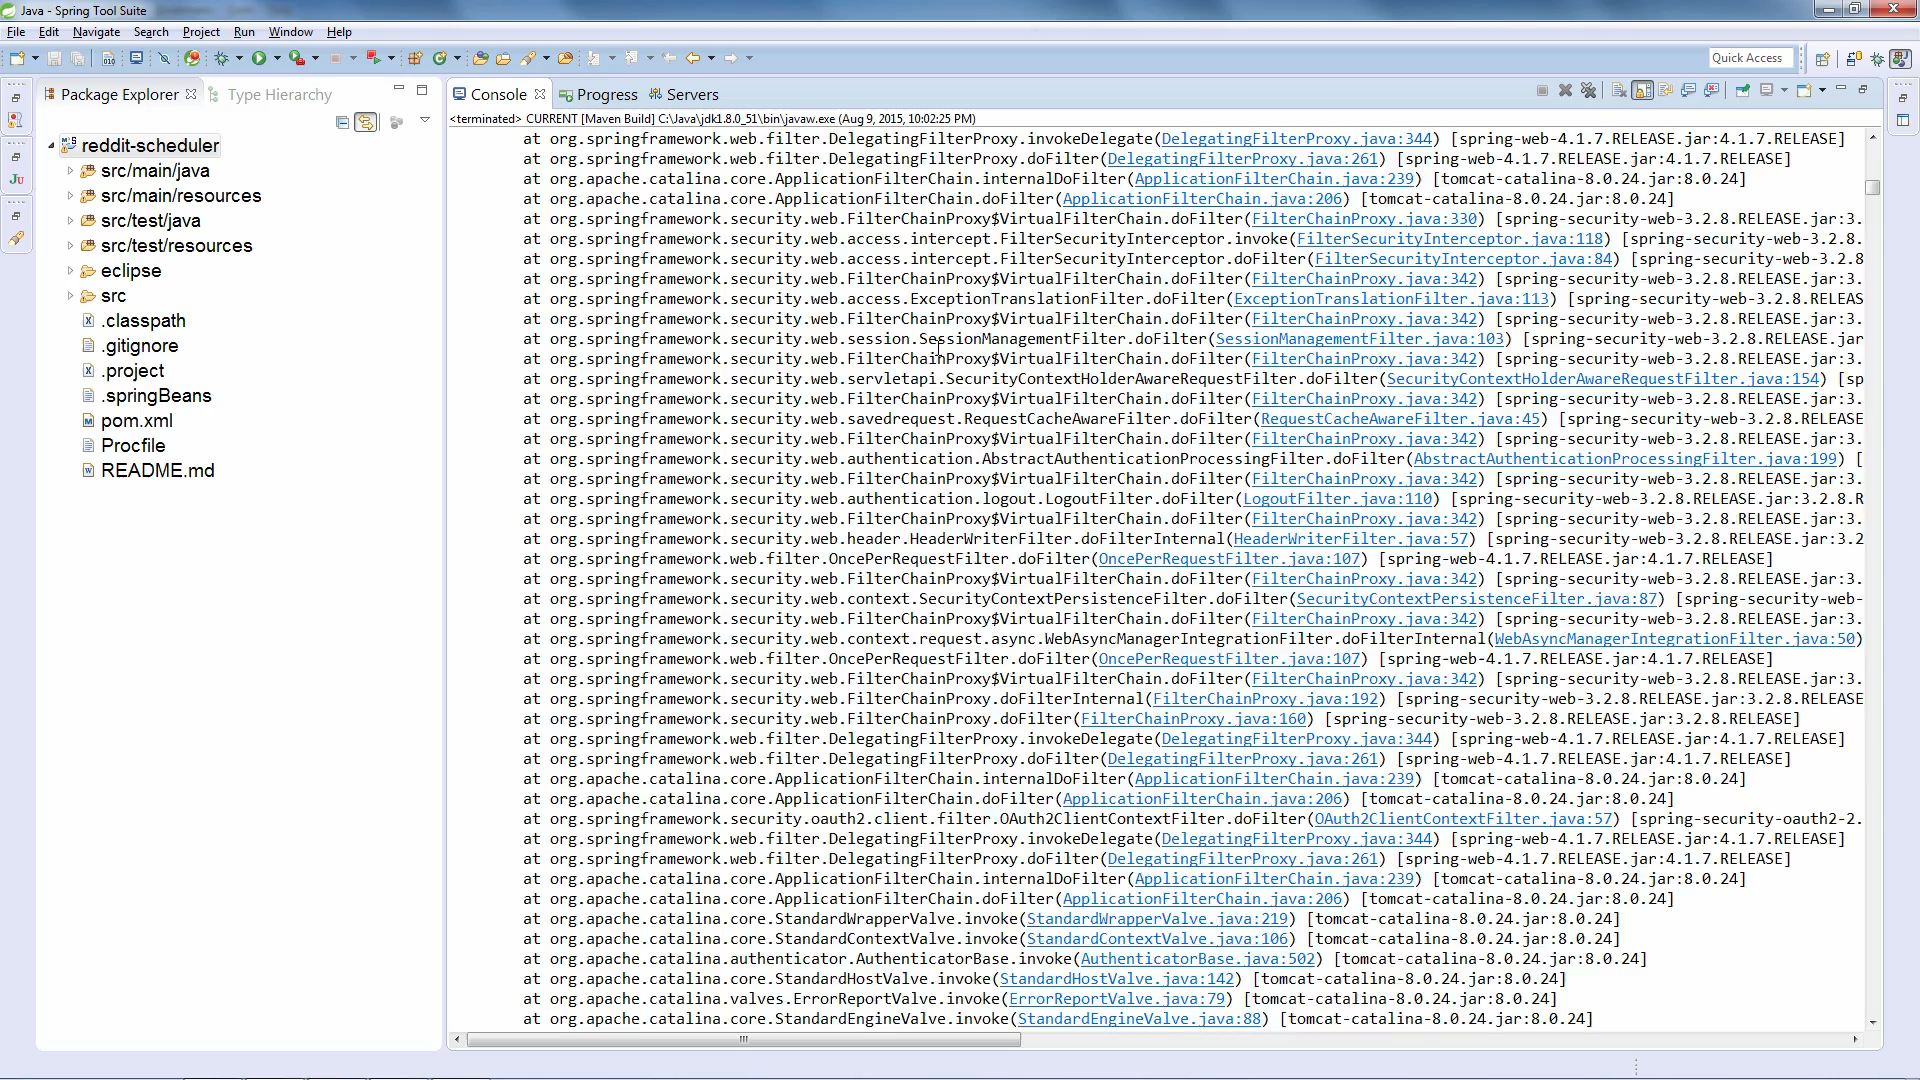 Java - Spring Tool Suite
File Edit Navigate Search Project Run Window Help
Quick Access
Package Explorer Type Hierarchy
reddit-scheduler
src/main/java
src/main/resources
src/test/java
src/test/resources
eclipse
src
.classpath
.gitignore
.project
.springBeans
pom.xml
Procfile
README.md
Console Progress Servers
<terminated> CURRENT [Maven Build] C:\Java\jdk1.8.0_51\bin\javaw.exe (Aug 9, 2015, 10:02:25 PM)
at org.springframework.web.filter.DelegatingFilterProxy.invokeDelegate(DelegatingFilterProxy.java:344) [spring-web-4.1.7.RELEASE.jar:4.1.7.RELEASE]
at org.springframework.web.filter.DelegatingFilterProxy.doFilter(DelegatingFilterProxy.java:261) [spring-web-4.1.7.RELEASE.jar:4.1.7.RELEASE]
at org.apache.catalina.core.ApplicationFilterChain.internalDoFilter(ApplicationFilterChain.java:239) [tomcat-catalina-8.0.24.jar:8.0.24]
at org.apache.catalina.core.ApplicationFilterChain.doFilter(ApplicationFilterChain.java:206) [tomcat-catalina-8.0.24.jar:8.0.24]
at org.springframework.security.web.FilterChainProxy$VirtualFilterChain.doFilter(FilterChainProxy.java:330) [spring-security-web-3.2.8.RELEASE.jar:3.
at org.springframework.security.web.access.intercept.FilterSecurityInterceptor.invoke(FilterSecurityInterceptor.java:118) [spring-security-web-3.2.8.
at org.springframework.security.web.access.intercept.FilterSecurityInterceptor.doFilter(FilterSecurityInterceptor.java:84) [spring-security-web-3.2.8
at org.springframework.security.web.FilterChainProxy$VirtualFilterChain.doFilter(FilterChainProxy.java:342) [spring-security-web-3.2.8.RELEASE.jar:3.
at org.springframework.security.web.access.ExceptionTranslationFilter.doFilter(ExceptionTranslationFilter.java:113) [spring-security-web-3.2.8.RELEAS
at org.springframework.security.web.FilterChainProxy$VirtualFilterChain.doFilter(FilterChainProxy.java:342) [spring-security-web-3.2.8.RELEASE.jar:3.
at org.springframework.security.web.session.SessionManagementFilter.doFilter(SessionManagementFilter.java:103) [spring-security-web-3.2.8.RELEASE.jar
at org.springframework.security.web.FilterChainProxy$VirtualFilterChain.doFilter(FilterChainProxy.java:342) [spring-security-web-3.2.8.RELEASE.jar:3.
at org.springframework.security.web.servletapi.SecurityContextHolderAwareRequestFilter.doFilter(SecurityContextHolderAwareRequestFilter.java:154) [sp
at org.springframework.security.web.FilterChainProxy$VirtualFilterChain.doFilter(FilterChainProxy.java:342) [spring-security-web-3.2.8.RELEASE.jar:3.
at org.springframework.security.web.savedrequest.RequestCacheAwareFilter.doFilter(RequestCacheAwareFilter.java:45) [spring-security-web-3.2.8.RELEASE
at org.springframework.security.web.FilterChainProxy$VirtualFilterChain.doFilter(FilterChainProxy.java:342) [spring-security-web-3.2.8.RELEASE.jar:3.
at org.springframework.security.web.authentication.AbstractAuthenticationProcessingFilter.doFilter(AbstractAuthenticationProcessingFilter.java:199) [
at org.springframework.security.web.FilterChainProxy$VirtualFilterChain.doFilter(FilterChainProxy.java:342) [spring-security-web-3.2.8.RELEASE.jar:3.
at org.springframework.security.web.authentication.logout.LogoutFilter.doFilter(LogoutFilter.java:110) [spring-security-web-3.2.8.RELEASE.jar:3.2.8.R
at org.springframework.security.web.FilterChainProxy$VirtualFilterChain.doFilter(FilterChainProxy.java:342) [spring-security-web-3.2.8.RELEASE.jar:3.
at org.springframework.security.web.header.HeaderWriterFilter.doFilterInternal(HeaderWriterFilter.java:57) [spring-security-web-3.2.8.RELEASE.jar:3.2
at org.springframework.web.filter.OncePerRequestFilter.doFilter(OncePerRequestFilter.java:107) [spring-web-4.1.7.RELEASE.jar:4.1.7.RELEASE]
at org.springframework.security.web.FilterChainProxy$VirtualFilterChain.doFilter(FilterChainProxy.java:342) [spring-security-web-3.2.8.RELEASE.jar:3.
at org.springframework.security.web.context.SecurityContextPersistenceFilter.doFilter(SecurityContextPersistenceFilter.java:87) [spring-security-web-
at org.springframework.security.web.FilterChainProxy$VirtualFilterChain.doFilter(FilterChainProxy.java:342) [spring-security-web-3.2.8.RELEASE.jar:3.
at org.springframework.security.web.context.request.async.WebAsyncManagerIntegrationFilter.doFilterInternal(WebAsyncManagerIntegrationFilter.java:50)
at org.springframework.web.filter.OncePerRequestFilter.doFilter(OncePerRequestFilter.java:107) [spring-web-4.1.7.RELEASE.jar:4.1.7.RELEASE]
at org.springframework.security.web.FilterChainProxy$VirtualFilterChain.doFilter(FilterChainProxy.java:342) [spring-security-web-3.2.8.RELEASE.jar:3.
at org.springframework.security.web.FilterChainProxy.doFilterInternal(FilterChainProxy.java:192) [spring-security-web-3.2.8.RELEASE.jar:3.2.8.RELEASE
at org.springframework.security.web.FilterChainProxy.doFilter(FilterChainProxy.java:160) [spring-security-web-3.2.8.RELEASE.jar:3.2.8.RELEASE]
at org.springframework.web.filter.DelegatingFilterProxy.invokeDelegate(DelegatingFilterProxy.java:344) [spring-web-4.1.7.RELEASE.jar:4.1.7.RELEASE]
at org.springframework.web.filter.DelegatingFilterProxy.doFilter(DelegatingFilterProxy.java:261) [spring-web-4.1.7.RELEASE.jar:4.1.7.RELEASE]
at org.apache.catalina.core.ApplicationFilterChain.internalDoFilter(ApplicationFilterChain.java:239) [tomcat-catalina-8.0.24.jar:8.0.24]
at org.apache.catalina.core.ApplicationFilterChain.doFilter(ApplicationFilterChain.java:206) [tomcat-catalina-8.0.24.jar:8.0.24]
at org.springframework.security.oauth2.client.filter.OAuth2ClientContextFilter.doFilter(OAuth2ClientContextFilter.java:57) [spring-security-oauth2-2.
at org.springframework.web.filter.DelegatingFilterProxy.invokeDelegate(DelegatingFilterProxy.java:344) [spring-web-4.1.7.RELEASE.jar:4.1.7.RELEASE]
at org.springframework.web.filter.DelegatingFilterProxy.doFilter(DelegatingFilterProxy.java:261) [spring-web-4.1.7.RELEASE.jar:4.1.7.RELEASE]
at org.apache.catalina.core.ApplicationFilterChain.internalDoFilter(ApplicationFilterChain.java:239) [tomcat-catalina-8.0.24.jar:8.0.24]
at org.apache.catalina.core.ApplicationFilterChain.doFilter(ApplicationFilterChain.java:206) [tomcat-catalina-8.0.24.jar:8.0.24]
at org.apache.catalina.core.StandardWrapperValve.invoke(StandardWrapperValve.java:219) [tomcat-catalina-8.0.24.jar:8.0.24]
at org.apache.catalina.core.StandardContextValve.invoke(StandardContextValve.java:106) [tomcat-catalina-8.0.24.jar:8.0.24]
at org.apache.catalina.authenticator.AuthenticatorBase.invoke(AuthenticatorBase.java:502) [tomcat-catalina-8.0.24.jar:8.0.24]
at org.apache.catalina.core.StandardHostValve.invoke(StandardHostValve.java:142) [tomcat-catalina-8.0.24.jar:8.0.24]
at org.apache.catalina.valves.ErrorReportValve.invoke(ErrorReportValve.java:79) [tomcat-catalina-8.0.24.jar:8.0.24]
at org.apache.catalina.core.StandardEngineValve.invoke(StandardEngineValve.java:88) [tomcat-catalina-8.0.24.jar:8.0.24]